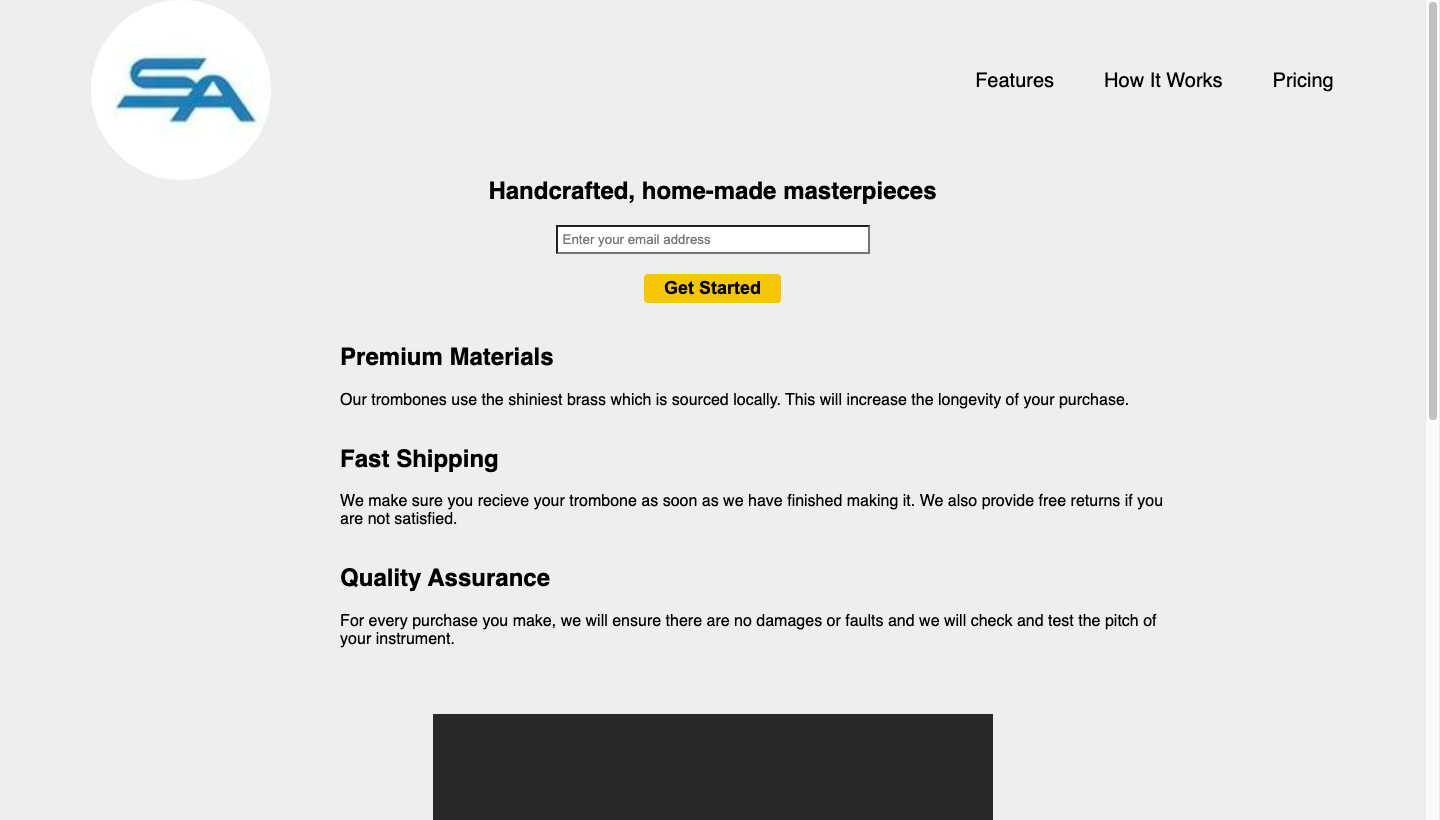 SA
Features How It Works Pricing
Handcrafted, home-made masterpieces
Enter your email address
Get Started
Premium Materials
Our trombones use the shiniest brass which is sourced locally. This will increase the longevity of your purchase.
Fast Shipping
We make sure you recieve your trombone as soon as we have finished making it. We also provide free returns if you
are not satisfied.
Quality Assurance
For every purchase you make, we will ensure there are no damages or faults and we will check and test the pitch of
your instrument.